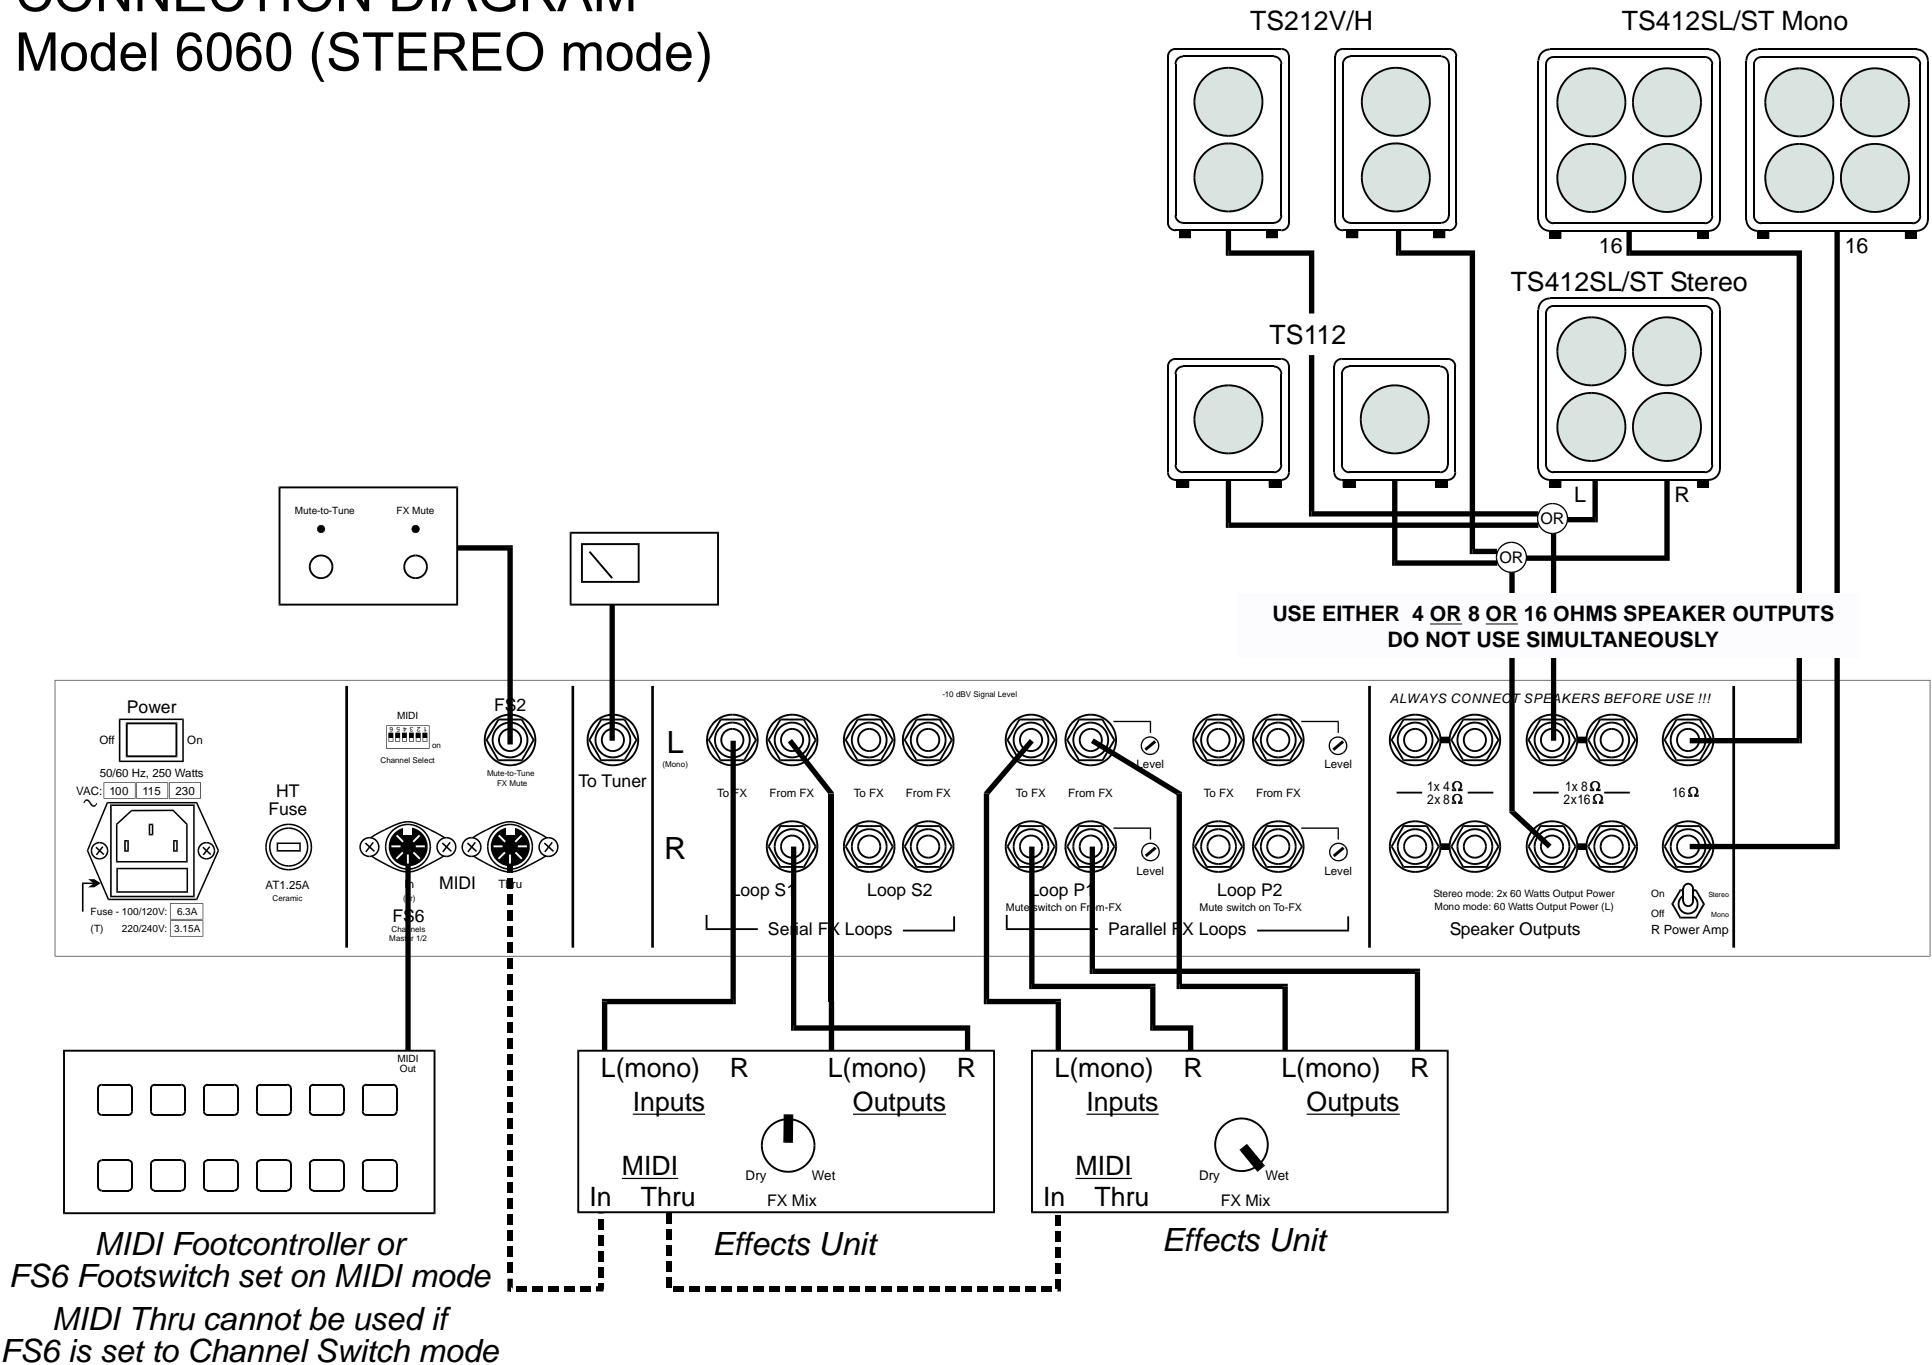 CONNECTION DIAGRAM
Model 6060 (STEREO mode)
TS212V/H
TS412SL/ST Mono
16
16
TS412SL/ST Stereo
TS112
L
R
OR
OR
Mute-to-Tune
FX Mute
USE EITHER 4 OR 8 OR 16 OHMS SPEAKER OUTPUTS
DO NOT USE SIMULTANEOUSLY
Power
Off
On
50/60 Hz, 250 Watts
VAC: 100 115 230
Fuse - 100/120V: 6.3A
(T) 220/240V: 3.15A
HT
Fuse
AT1.25A
Ceramic
MIDI
6 5 4 3 2 1
on
Channel Select
FS2
Mute-to-Tune
FX Mute
In
(or)
MIDI
Thru
FS6
Channels
Master 1/2
To Tuner
-10 dBV Signal Level
L
(Mono)
R
To FX
From FX
To FX
From FX
To FX
From FX
Level
To FX
From FX
Level
Level
Level
Loop S1
Loop S2
Serial FX Loops
Loop P1
Mute switch on From-FX
Loop P2
Mute switch on To-FX
Parallel FX Loops
ALWAYS CONNECT SPEAKERS BEFORE USE !!!
1x 4Ω
2x 8Ω
1x 8Ω
2x16Ω
16Ω
Stereo mode: 2x 60 Watts Output Power
Mono mode: 60 Watts Output Power (L)
Speaker Outputs
On
Stereo
Off
Mono
R Power Amp
MIDI
Out
L(mono) R
L(mono) R
Inputs
Outputs
MIDI
In Thru
Dry
Wet
FX Mix
L(mono) R
L(mono) R
Inputs
Outputs
MIDI
In Thru
Dry
Wet
FX Mix
Effects Unit
Effects Unit
MIDI Footcontroller or
FS6 Footswitch set on MIDI mode
MIDI Thru cannot be used if
FS6 is set to Channel Switch mode